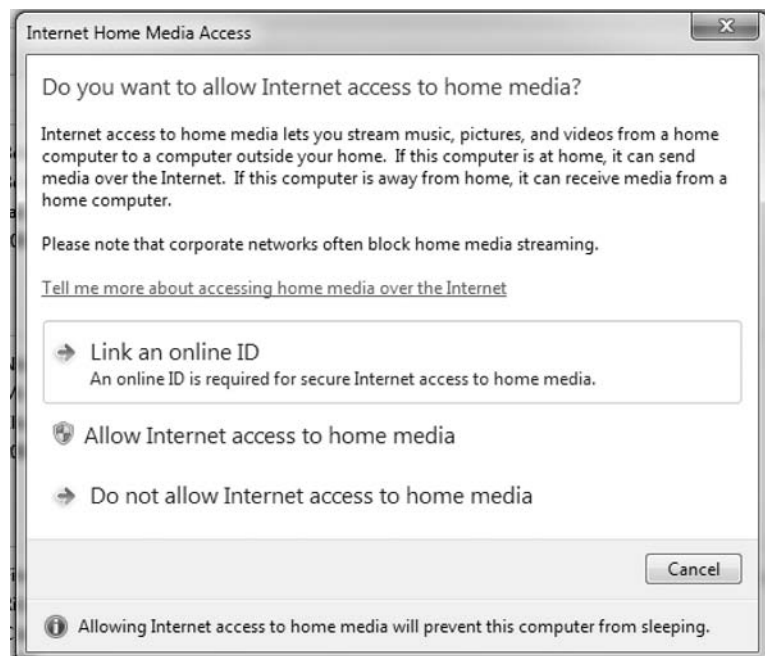 Internet Home Media Access
Do you want to allow Internet access to home media?
Internet access to home media lets you stream music, pictures, and videos from a home
computer to a computer outside your home. If this computer is at home, it can send
media over the Internet. If this computer is away from home, it can receive media from a
home computer.
Please note that corporate networks often block home media streaming.
Tell me more about accessing home media over the Internet
Link an online ID
An online ID is required for secure Internet access to home media.
Allow Internet access to home media
Do not allow Internet access to home media
Cancel
Allowing Internet access to home media will prevent this computer from sleeping.